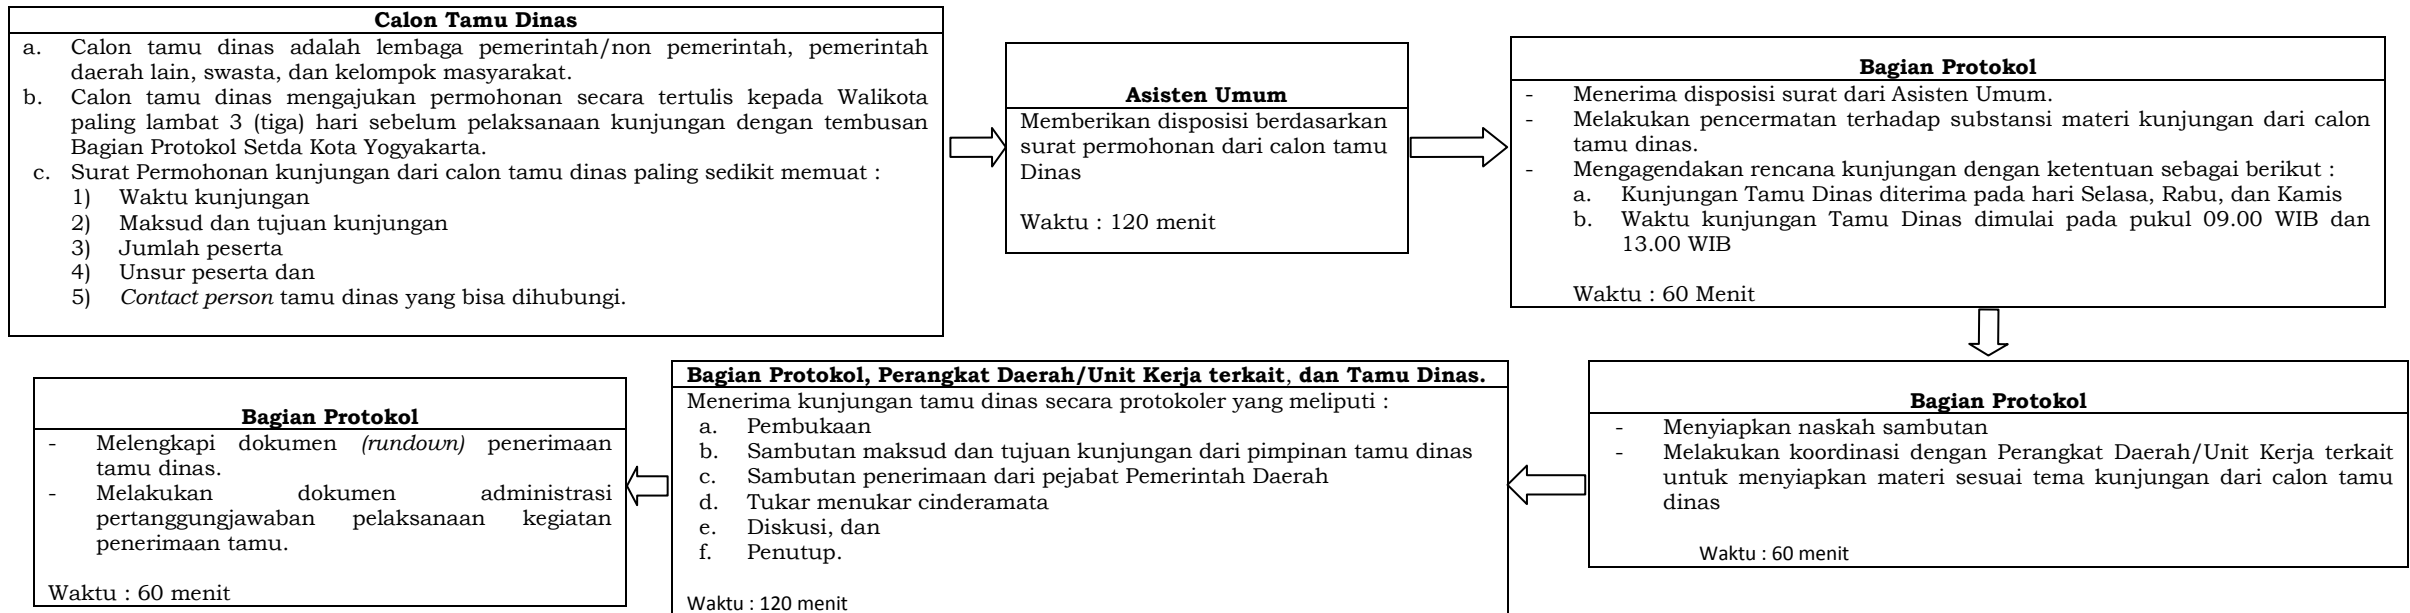 Calon Tamu Dinas
a. Calon tamu dinas adalah lembaga pemerintah/non pemerintah, pemerintah
daerah lain, swasta, dan kelompok masyarakat.
b. Calon tamu dinas mengajukan permohonan secara tertulis kepada Walikota
paling lambat 3 (tiga) hari sebelum pelaksanaan kunjungan dengan tembusan
Bagian Protokol Setda Kota Yogyakarta.
c. Surat Permohonan kunjungan dari calon tamu dinas paling sedikit memuat :
1) Waktu kunjungan
2) Maksud dan tujuan kunjungan
3) Jumlah peserta
4) Unsur peserta dan
5) Contact person tamu dinas yang bisa dihubungi.
Asisten Umum
Memberikan disposisi berdasarkan
surat permohonan dari calon tamu
Dinas
Waktu : 120 menit
Bagian Protokol
- Menerima disposisi surat dari Asisten Umum.
- Melakukan pencermatan terhadap substansi materi kunjungan dari calon
tamu dinas.
- Mengagendakan rencana kunjungan dengan ketentuan sebagai berikut :
a. Kunjungan Tamu Dinas diterima pada hari Selasa, Rabu, dan Kamis
b. Waktu kunjungan Tamu Dinas dimulai pada pukul 09.00 WIB dan
13.00 WIB
Waktu : 60 Menit
Bagian Protokol
- Menyiapkan naskah sambutan
- Melakukan koordinasi dengan Perangkat Daerah/Unit Kerja terkait
untuk menyiapkan materi sesuai tema kunjungan dari calon tamu
dinas
Waktu : 60 menit
Bagian Protokol, Perangkat Daerah/Unit Kerja terkait, dan Tamu Dinas.
Menerima kunjungan tamu dinas secara protokoler yang meliputi :
a. Pembukaan
b. Sambutan maksud dan tujuan kunjungan dari pimpinan tamu dinas
c. Sambutan penerimaan dari pejabat Pemerintah Daerah
d. Tukar menukar cinderamata
e. Diskusi, dan
f. Penutup.
Waktu : 120 menit
Bagian Protokol
- Melengkapi dokumen (rundown) penerimaan
tamu dinas.
- Melakukan dokumen administrasi
pertanggungjawaban pelaksanaan kegiatan
penerimaan tamu.
Waktu : 60 menit